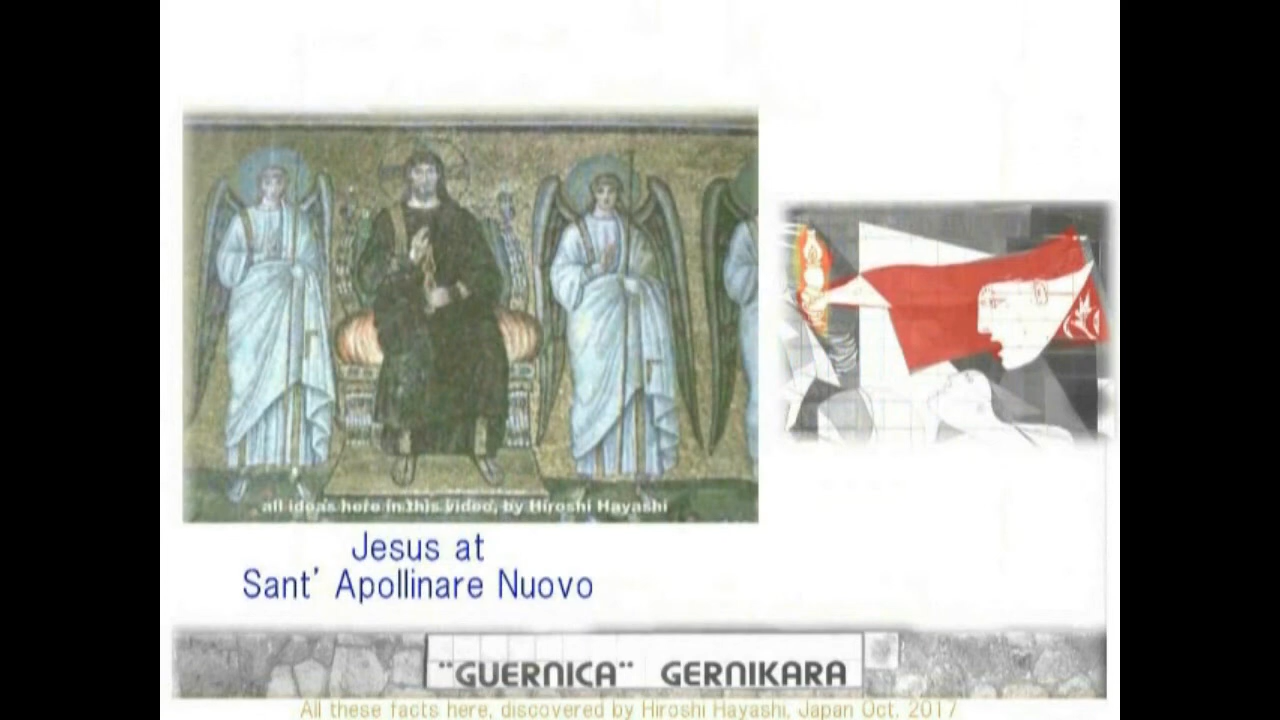 all ideas here in this video, by Hiroshi Hayashi
Jesus at
Sant' Apollinare Nuovo
"GUERNICA" GERNIKARA
All these facts here, discovered by Hiroshi Hayashi, Japan Oct. 2017